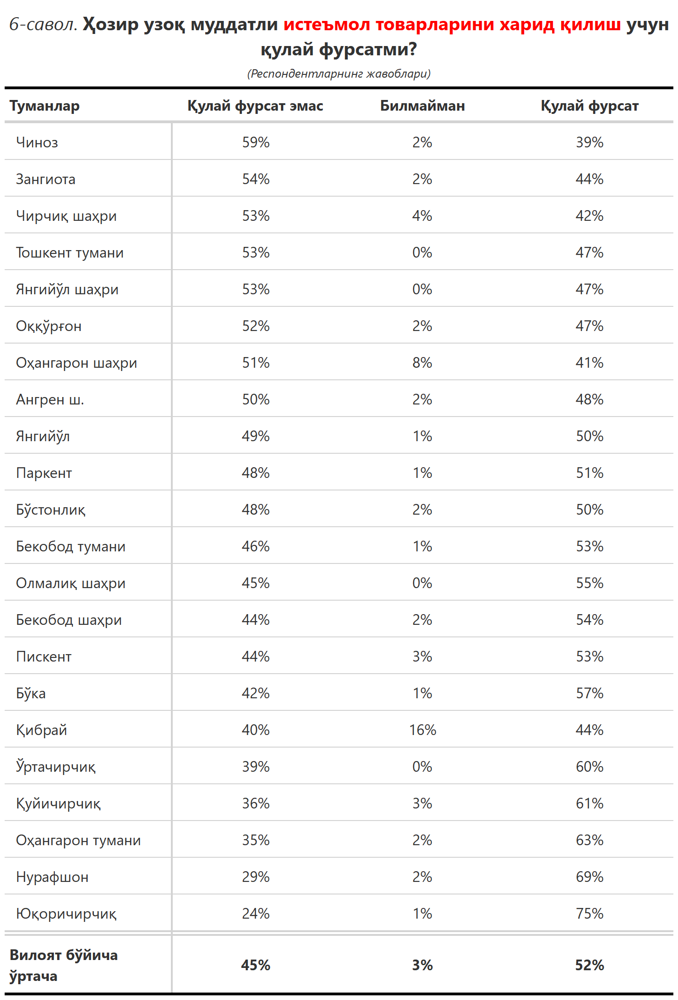 6-савол. Ҳозир узоқ муддатли истеъмол товарларини харид қилиш учун
қулай фурсатми?
(Респондентларнинг жавоблари)
Туманлар Қулай фурсат эмас Билмайман Қулай фурсат
Чиноз 59% 2% 39%
Зангиота 54% 2% 44%
Чирчиқ шаҳри 53% 4% 42%
Тошкент тумани 53% 0% 47%
Янгийўл шаҳри 53% 0% 47%
Оққўрғон 52% 2% 47%
Оҳангарон шаҳри 51% 8% 41%
Ангрен ш. 50% 2% 48%
Янгийўл 49% 1% 50%
Паркент 48% 1% 51%
Бўстонлиқ 48% 2% 50%
Бекобод тумани 46% 1% 53%
Олмалиқ шаҳри 45% 0% 55%
Бекобод шаҳри 44% 2% 54%
Пискент 44% 3% 53%
Бўка 42% 1% 57%
Қибрай 40% 16% 44%
Ўртачирчиқ 39% 0% 60%
Қуйичирчиқ 36% 3% 61%
Оҳангарон тумани 35% 2% 63%
Нурафшон 29% 2% 69%
Юқоричирчиқ 24% 1% 75%
Вилоят бўйича
ўртача 45% 3% 52%